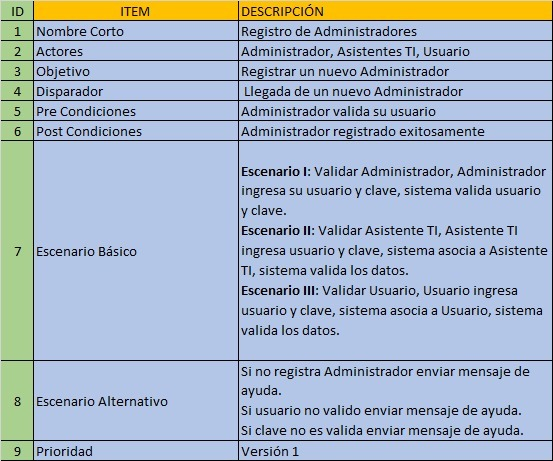 ID ITEM DESCRIPCIÓN
1 Nombre Corto Registro de Administradores
2 Actores Administrador, Asistentes TI, Usuario
3 Objetivo Registrar un nuevo Administrador
4 Disparador Llegada de un nuevo Administrador
5 Pre Condiciones Administrador valida su usuario
6 Post Condiciones Administrador registrado exitosamente
7 Escenario Básico
Escenario I: Validar Administrador, Administrador
ingresa su usuario y clave, sistema valida usuario
y clave.
Escenario II: Validar Asistente TI, Asistente TI
ingresa usuario y clave, sistema asocia a Asistente
TI, sistema valida los datos.
Escenario III: Validar Usuario, Usuario ingresa
usuario y clave, sistema asocia a Usuario, sistema
valida los datos.
8 Escenario Alternativo
Si no registra Administrador enviar mensaje de
ayuda.
Si usuario no valido enviar mensaje de ayuda.
Si clave no es valida enviar mensaje de ayuda.
9 Prioridad Versión 1